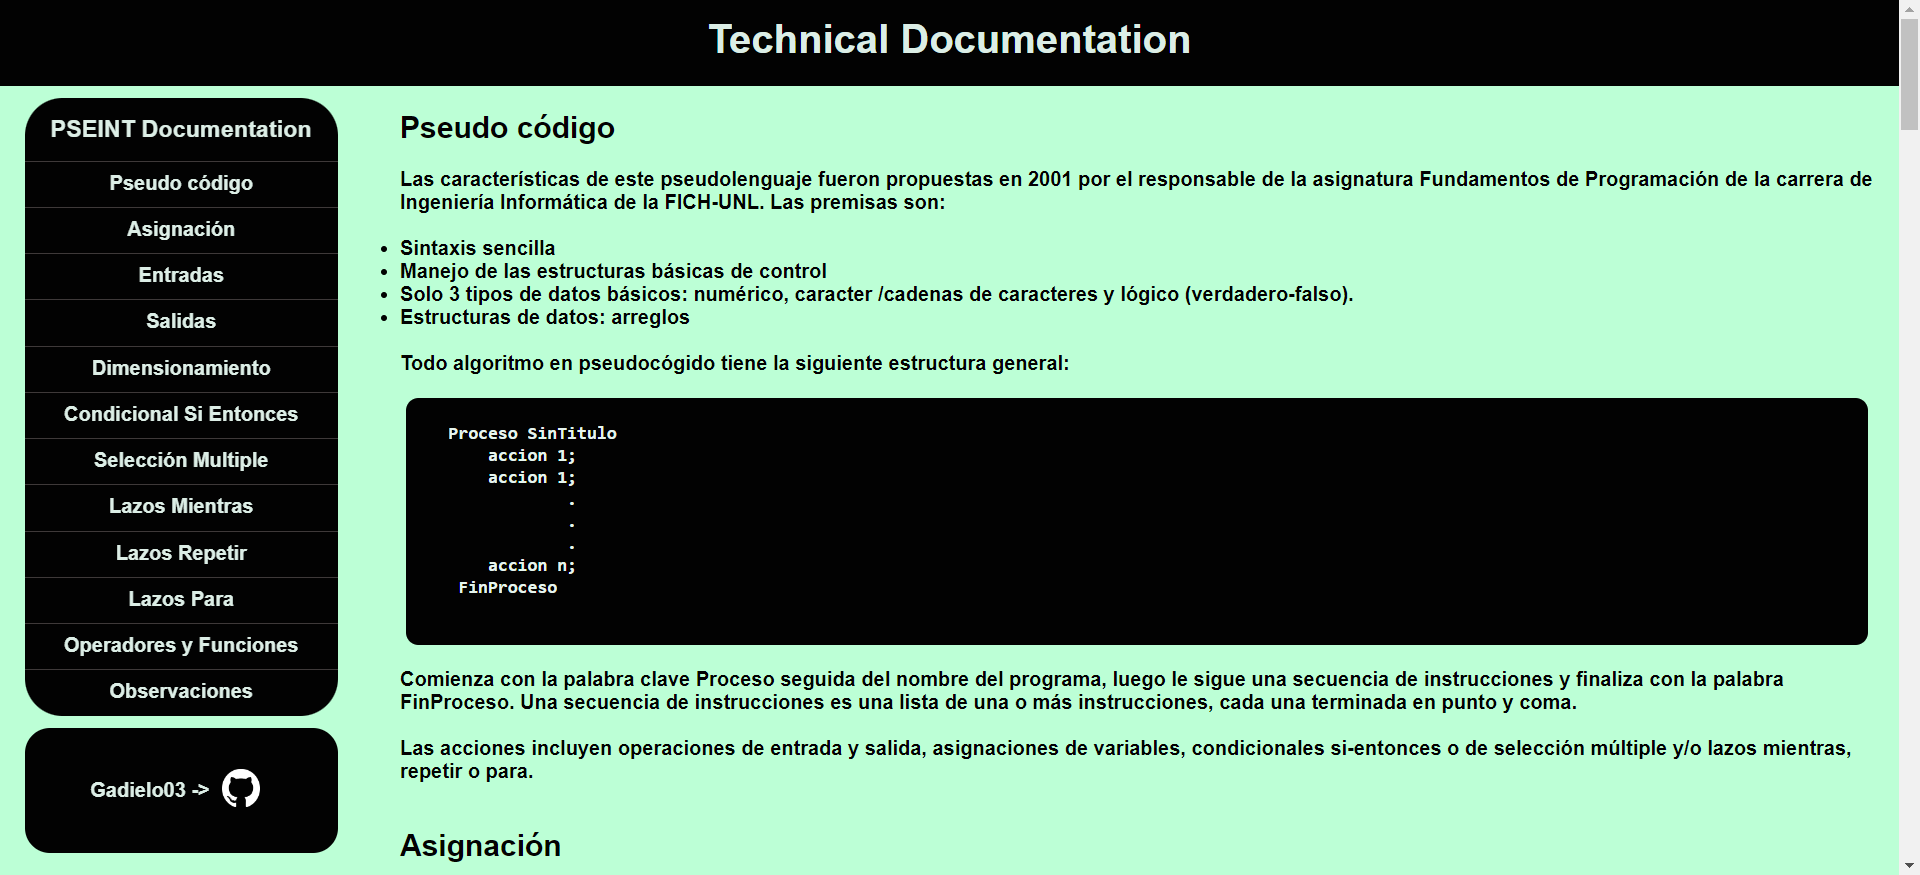 Technical Documentation
PSEINT Documentation
Pseudo código
Asignación
Entradas
Salidas
Dimensionamiento
Condicional Si Entonces
Selección Multiple
Lazos Mientras
Lazos Repetir
Lazos Para
Operadores y Funciones
Observaciones
Gadielo03 ->
Pseudo código
Las características de este pseudolenguaje fueron propuestas en 2001 por el responsable de la asignatura Fundamentos de Programación de la carrera de
Ingeniería Informática de la FICH-UNL. Las premisas son:
• Sintaxis sencilla
• Manejo de las estructuras básicas de control
• Solo 3 tipos de datos básicos: numérico, caracter /cadenas de caracteres y lógico (verdadero-falso).
• Estructuras de datos: arreglos
Todo algoritmo en pseudocógido tiene la siguiente estructura general:
Proceso SinTitulo
accion 1;
accion 1;
.
.
.
accion n;
FinProceso
Comienza con la palabra clave Proceso seguida del nombre del programa, luego le sigue una secuencia de instrucciones y finaliza con la palabra
FinProceso. Una secuencia de instrucciones es una lista de una o más instrucciones, cada una terminada en punto y coma.
Las acciones incluyen operaciones de entrada y salida, asignaciones de variables, condicionales si-entonces o de selección múltiple y/o lazos mientras,
repetir o para.
Asignación